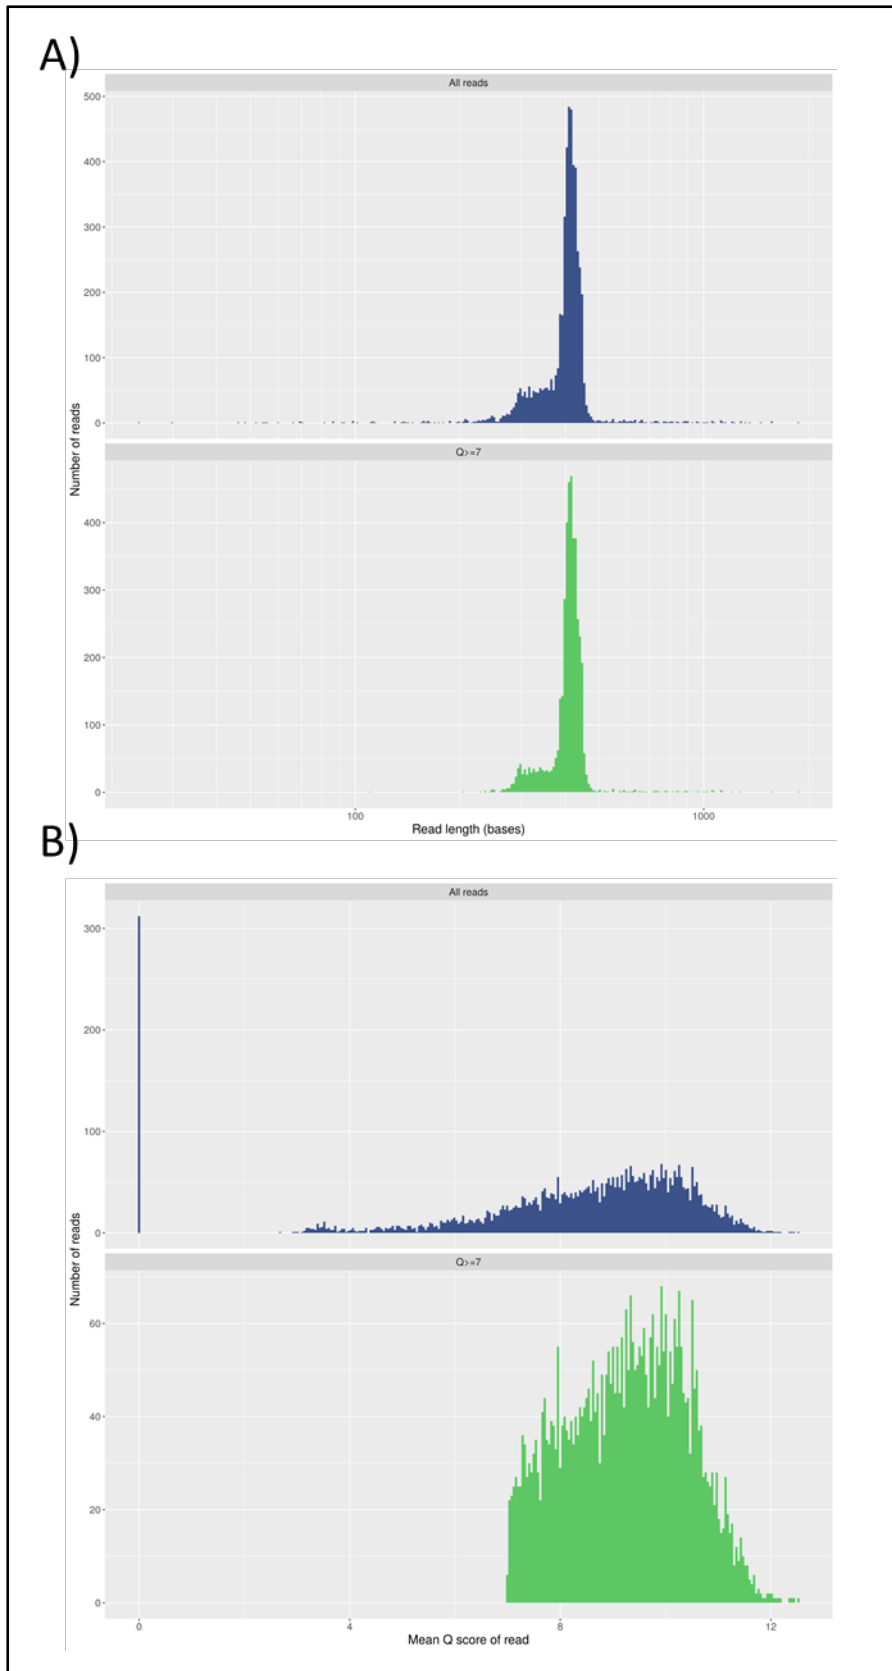 A)
All reads
500
400
300
200
100
0
Q>=7
400
300
200
100
0
Number of reads
100
1000
Read length (bases)
B)
All reads
300
200
100
0
Q>=7
60
40
20
0
Number of reads
0
4
8
12
Mean Q score of read